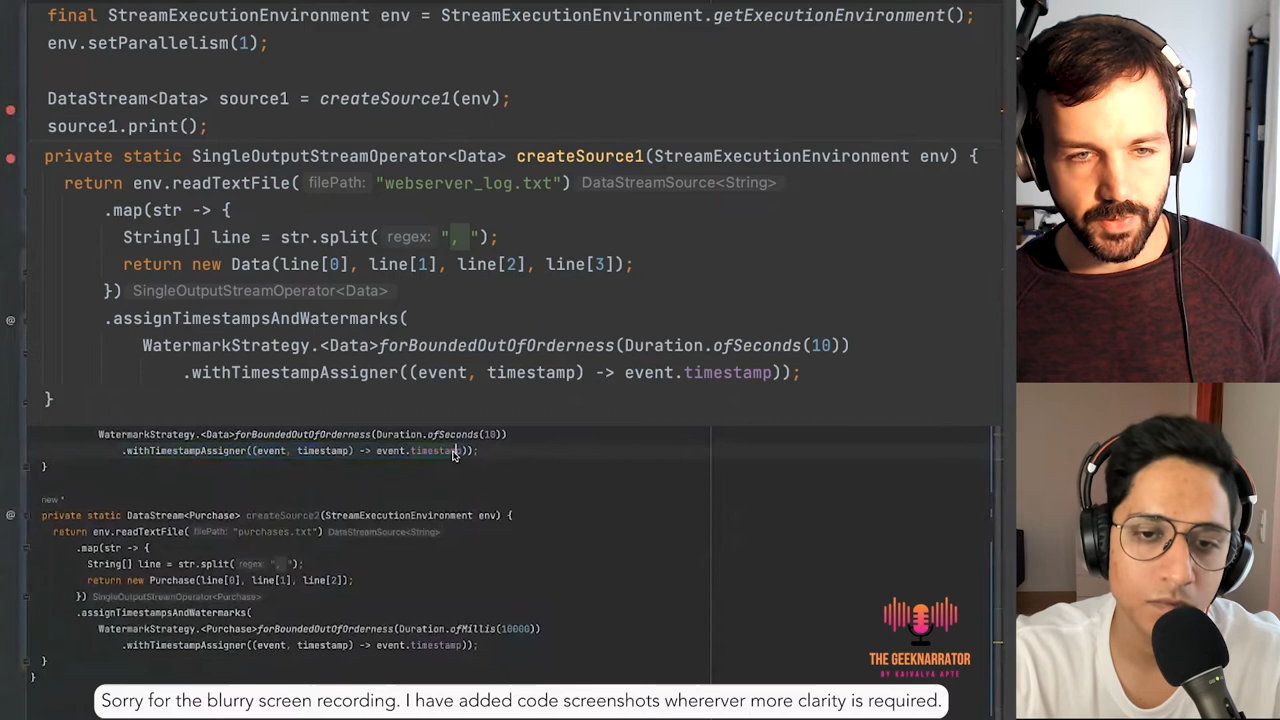 final StreamExecutionEnvironment env = StreamExecutionEnvironment.getExecutionEnvironment();
env.setParallelism(1);
DataStream<Data> source1 = createSource1(env);
source1.print();
private static SingleOutputStreamOperator<Data> createSource1(StreamExecutionEnvironment env) {
return env.readTextFile( filePath: "webserver_log.txt") DataStreamSource<String>
.map(str -> {
String[] line = str.split( regex: ", ");
return new Data(line[0], line[1], line[2], line[3]);
}) SingleOutputStreamOperator<Data>
.assignTimestampsAndWatermarks(
WatermarkStrategy.<Data>forBoundedOutOfOrderness(Duration.ofSeconds(10))
.withTimestampAssigner((event, timestamp) -> event.timestamp));
}
WatermarkStrategy.<Data>forBoundedOutOfOrderness(Duration.ofSeconds(10))
.withTimestampAssigner((event, timestamp) -> event.timestamp));
}
new *
private static DataStream<Purchase> createSource2(StreamExecutionEnvironment env) {
return env.readTextFile( filePath: "purchases.txt") DataStreamSource<String>
.map(str -> {
String[] line = str.split( regex: ", ");
return new Purchase(line[0], line[1], line[2]);
}) SingleOutputStreamOperator<Purchase>
.assignTimestampsAndWatermarks(
WatermarkStrategy.<Purchase>forBoundedOutOfOrderness(Duration.ofMillis(10000))
.withTimestampAssigner((event, timestamp) -> event.timestamp));
}
}
THE GEEKNARRATOR
BY KAIVALYA APTE
Sorry for the blurry screen recording. I have added code screenshots wherever more clarity is required.